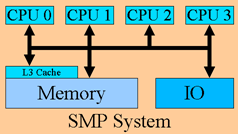 CPU 0 CPU 1 CPU 2 CPU 3
L3 Cache
Memory IO
SMP System